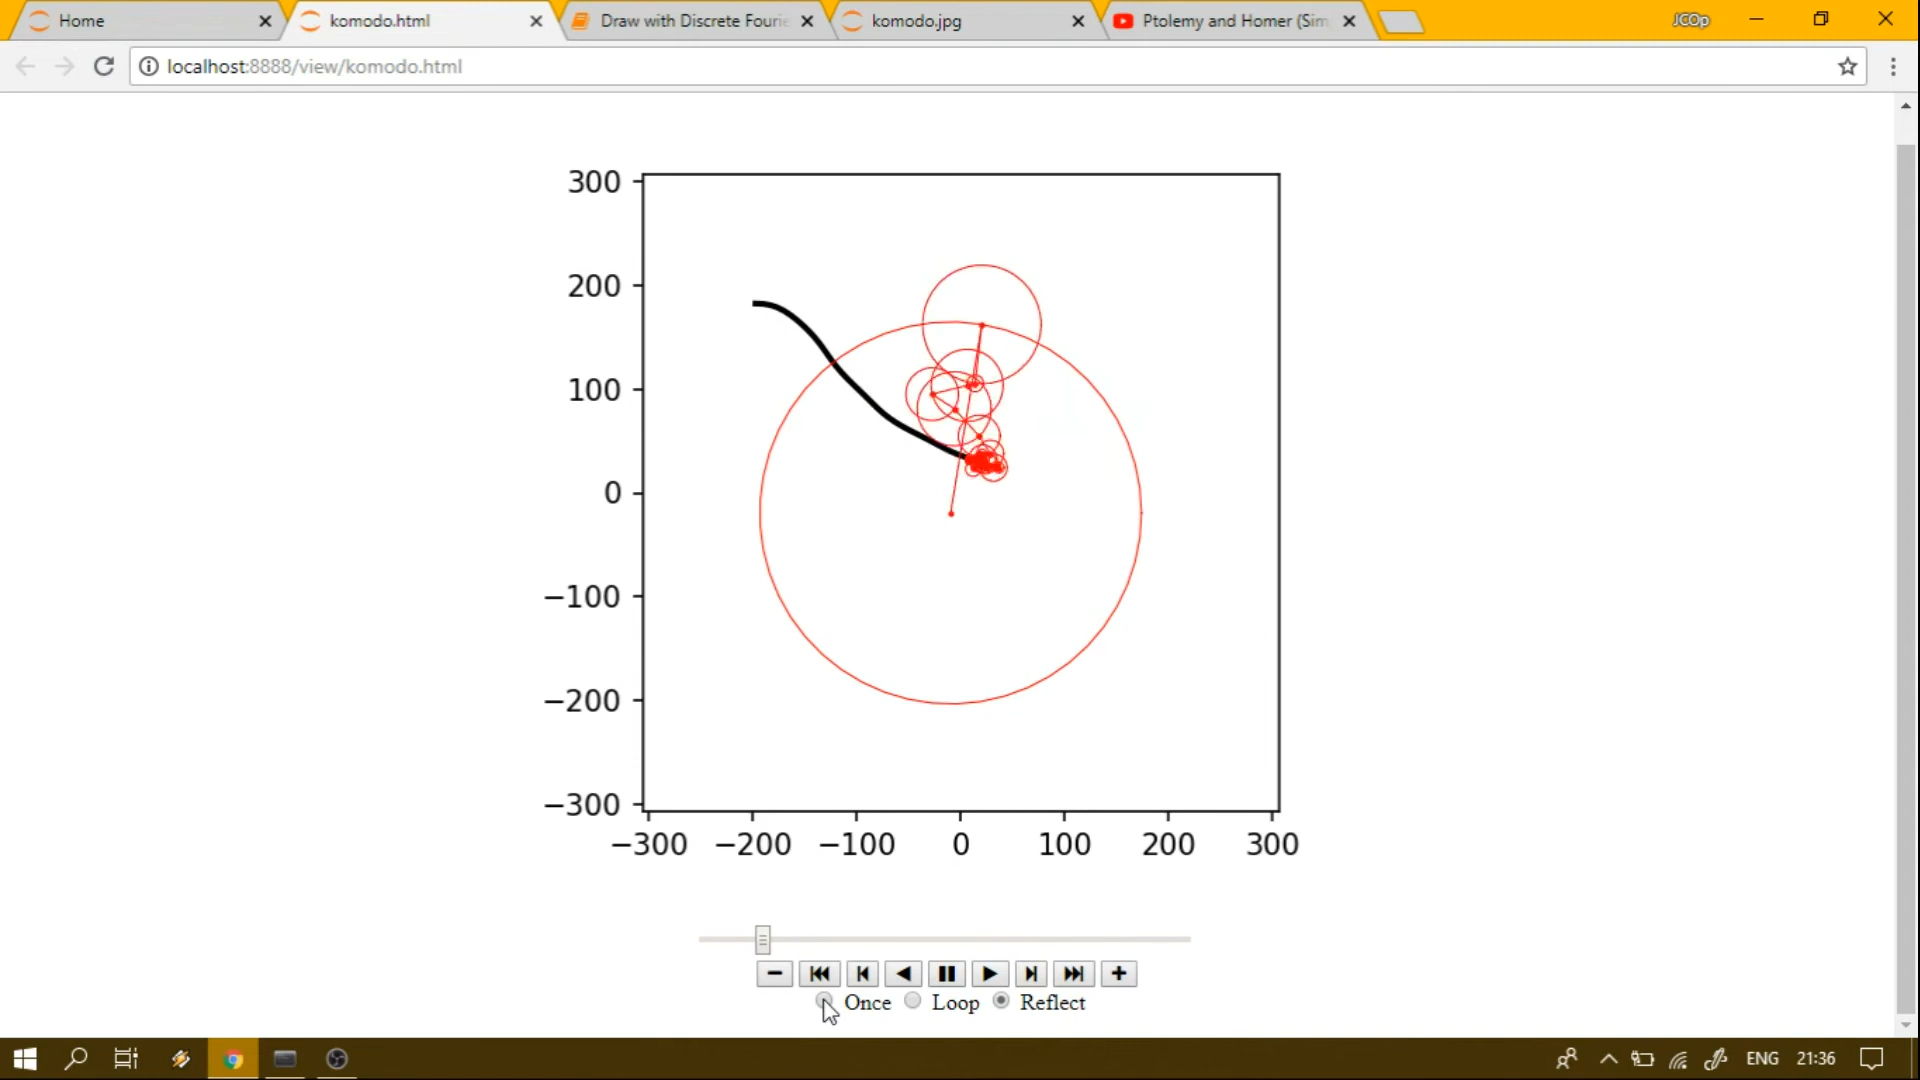 Home
komodo.html
Draw with Discrete Fourie
komodo.jpg
Ptolemy and Homer (Sim
JCOp
localhost:8888/view/komodo.html
300
200
100
0
−100
−200
−300
−300 −200 −100 0 100 200 300
Once Loop Reflect
ENG 21:36